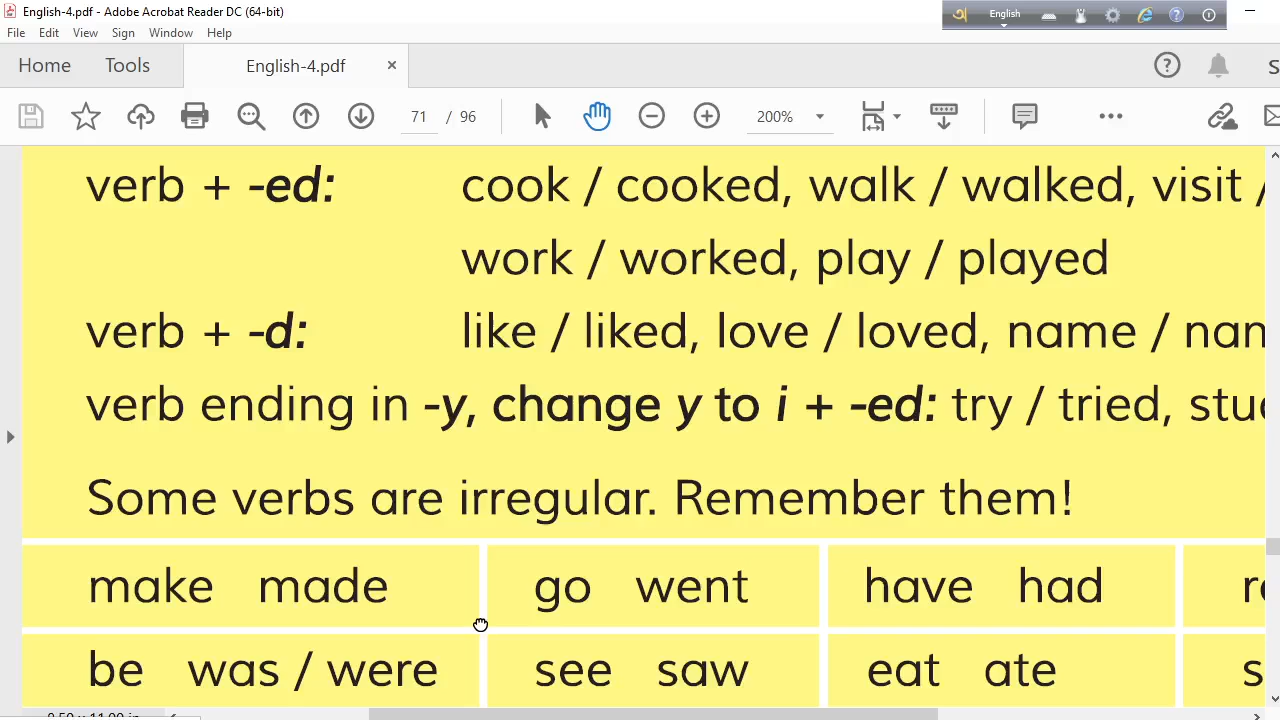 English-4.pdf - Adobe Acrobat Reader DC (64-bit)
English
File Edit View Sign Window Help
Home Tools English-4.pdf ×
71 / 96 200%
verb + -ed: cook / cooked, walk / walked, visit /
work / worked, play / played
verb + -d: like / liked, love / loved, name /
verb ending in -y, change y to i + -ed: try / tried,
Some verbs are irregular. Remember them!
make made go went have had
be was / were see saw eat ate